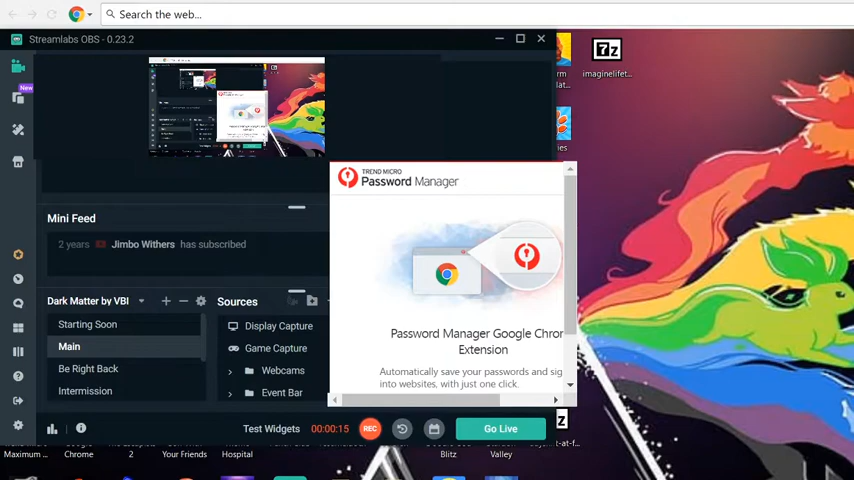 Search the web...
Streamlabs OBS - 0.23.2
7z
imaginelifet...
New
TREND MICRO
Password Manager
Mini Feed
2 years Jimbo Withers has subscribed
Password Manager Google Chrom
Extension
Automatically save your passwords and sig
into websites, with just one click.
Dark Matter by VBI
Starting Soon
Main
Be Right Back
Intermission
Sources
Display Capture
Game Capture
Webcams
Event Bar
Test Widgets 00:00:15 REC Go Live
Maximum ...
Chrome
2
Your Friends
Hospital
Blitz
Valley